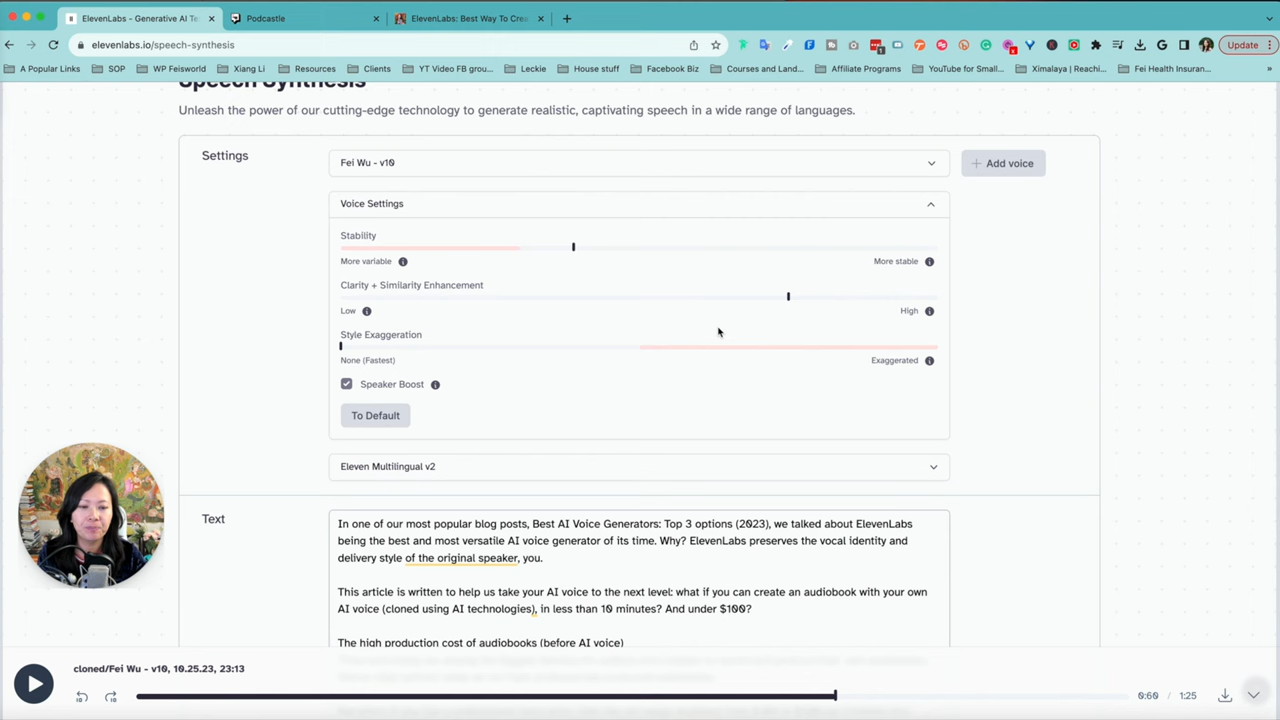 ElevenLabs - Generative AI Te
Podcastle
ElevenLabs: Best Way To Crea
elevenlabs.io/speech-synthesis
Update
A Popular Links
SOP
WP Feisworld
Xiang Li
Resources
Clients
YT Video FB grou...
Leckie
House stuff
Facebook Biz
Courses and Land...
Affiliate Programs
YouTube for Small...
Ximalaya | Reachi...
Fei Health Insuran...
»
Speech Synthesis
Unleash the power of our cutting-edge technology to generate realistic, captivating speech in a wide range of languages.
Settings
Fei Wu - v10
+ Add voice
Voice Settings
Stability
More variable
More stable
Clarity + Similarity Enhancement
Low
High
Style Exaggeration
None (Fastest)
Exaggerated
Speaker Boost
To Default
Eleven Multilingual v2
Text
In one of our most popular blog posts, Best AI Voice Generators: Top 3 options (2023), we talked about ElevenLabs
being the best and most versatile AI voice generator of its time. Why? ElevenLabs preserves the vocal identity and
delivery style of the original speaker, you.
This article is written to help us take your AI voice to the next level: what if you can create an audiobook with your own
AI voice (cloned using AI technologies), in less than 10 minutes? And under $100?
The high production cost of audiobooks (before AI voice)
cloned/Fei Wu - v10, 10.25.23, 23:13
0:60 / 1:25